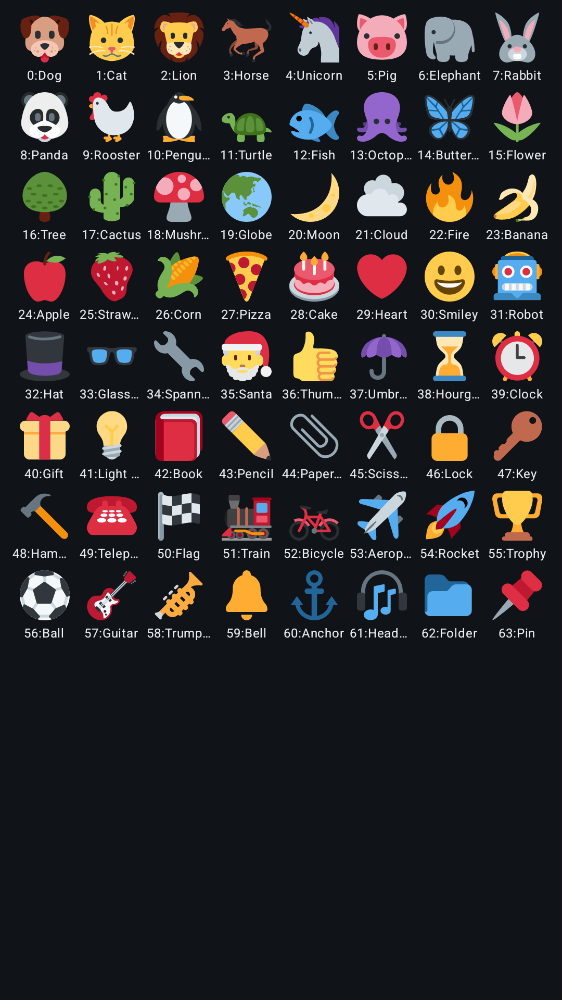 0:Dog 1:Cat 2:Lion 3:Horse 4:Unicorn 5:Pig 6:Elephant 7:Rabbit
8:Panda 9:Rooster 10:Pengu… 11:Turtle 12:Fish 13:Octop… 14:Butter… 15:Flower
16:Tree 17:Cactus 18:Mushr… 19:Globe 20:Moon 21:Cloud 22:Fire 23:Banana
24:Apple 25:Straw… 26:Corn 27:Pizza 28:Cake 29:Heart 30:Smiley 31:Robot
32:Hat 33:Glass… 34:Spann… 35:Santa 36:Thum… 37:Umbr… 38:Hourg… 39:Clock
40:Gift 41:Light … 42:Book 43:Pencil 44:Paper… 45:Sciss… 46:Lock 47:Key
48:Ham… 49:Telep… 50:Flag 51:Train 52:Bicycle 53:Aerop… 54:Rocket 55:Trophy
56:Ball 57:Guitar 58:Trump… 59:Bell 60:Anchor 61:Head… 62:Folder 63:Pin